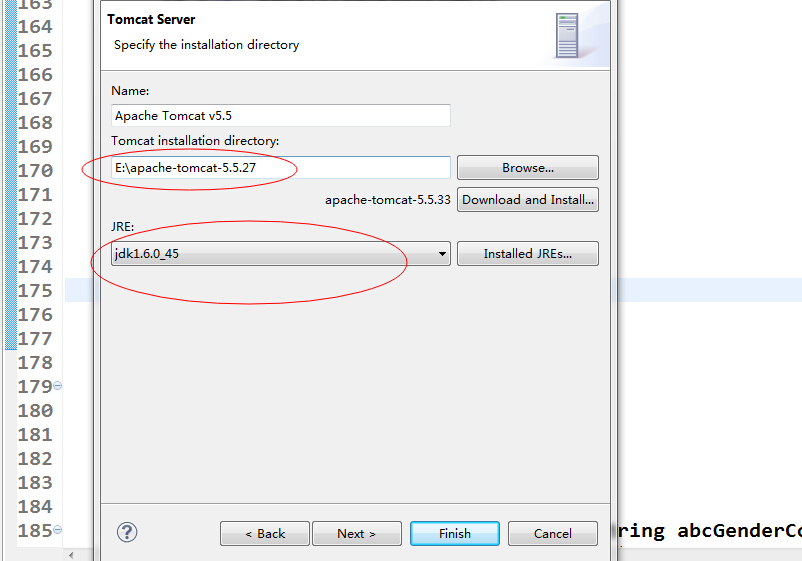 163
164
165
166
167
168
169
170
171
172
173
174
175
176
177
178
179
180
181
182
183
184
185
Tomcat Server
Specify the installation directory
Name:
Apache Tomcat v5.5
Tomcat installation directory:
E:\apache-tomcat-5.5.27
Browse...
apache-tomcat-5.5.33
Download and Install...
JRE:
jdk1.6.0_45
Installed JREs...
?
< Back
Next >
Finish
Cancel
ring abcGenderCo